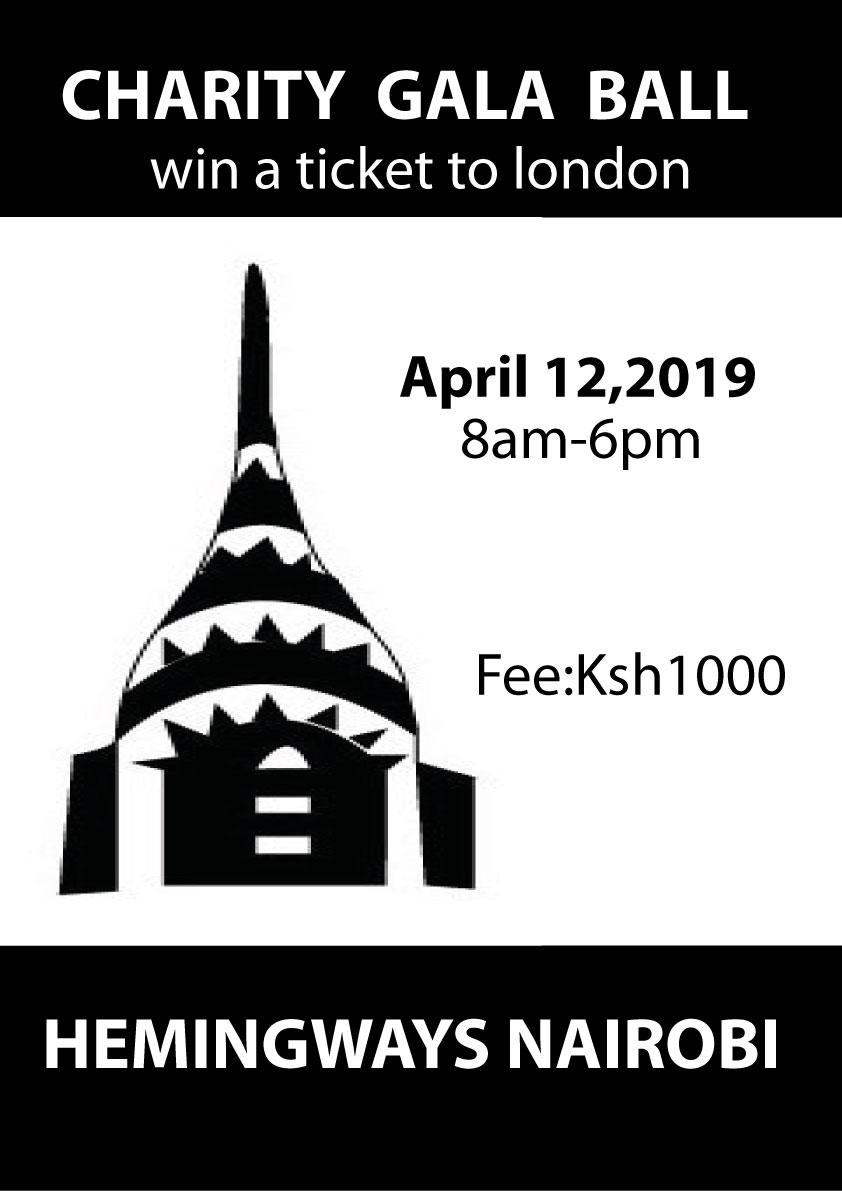 CHARITY GALA BALL
win a ticket to london
April 12,2019
8am-6pm
Fee:Ksh1000
HEMINGWAYS NAIROBI